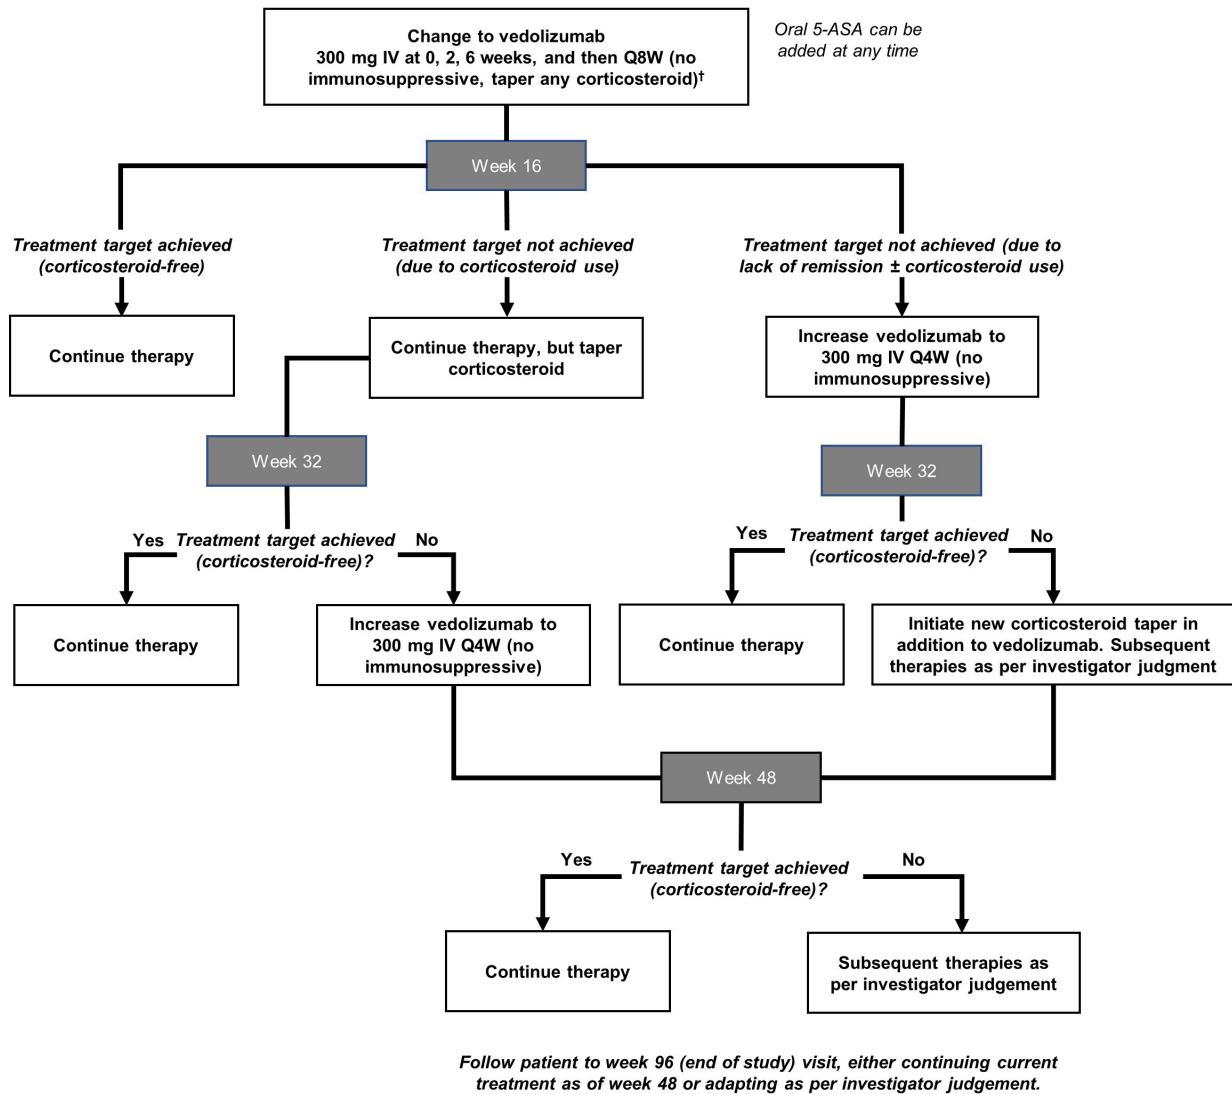 Change to vedolizumab
300 mg IV at 0, 2, 6 weeks, and then Q8W (no
immunosuppressive, taper any corticosteroid)†
Oral 5-ASA can be
added at any time
Week 16
Treatment target achieved
(corticosteroid-free)
Treatment target not achieved
(due to corticosteroid use)
Treatment target not achieved (due to
lack of remission ± corticosteroid use)
Continue therapy
Continue therapy, but taper
corticosteroid
Increase vedolizumab to
300 mg IV Q4W (no
immunosuppressive)
Week 32
Week 32
Yes
Treatment target achieved
(corticosteroid-free)?
No
Yes
Treatment target achieved
(corticosteroid-free)?
No
Continue therapy
Increase vedolizumab to
300 mg IV Q4W (no
immunosuppressive)
Continue therapy
Initiate new corticosteroid taper in
addition to vedolizumab. Subsequent
therapies as per investigator judgment
Week 48
Yes
Treatment target achieved
(corticosteroid-free)?
No
Continue therapy
Subsequent therapies as
per investigator judgement
Follow patient to week 96 (end of study) visit, either continuing current
treatment as of week 48 or adapting as per investigator judgement.